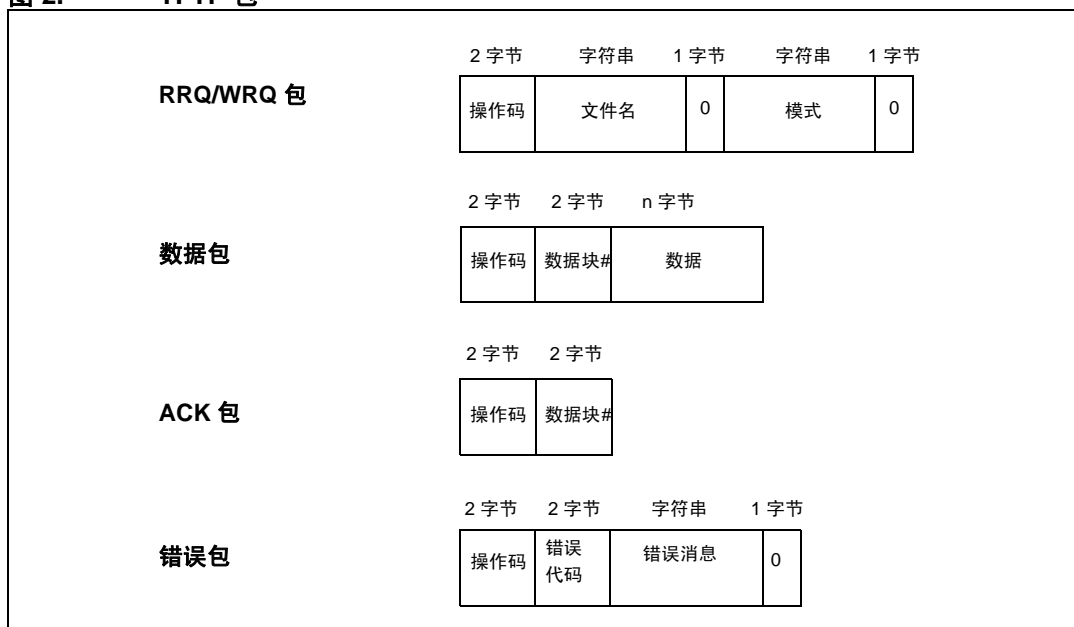 2 字节 字符串 1 字节 字符串 1 字节
RRQ/WRQ 包
操作码 文件名 0 模式 0
2 字节 2 字节 n 字节
数据包
操作码 数据块# 数据
2 字节 2 字节
ACK 包
操作码 数据块#
2 字节 2 字节 字符串 1 字节
错误包
操作码 错误代码 错误消息 0